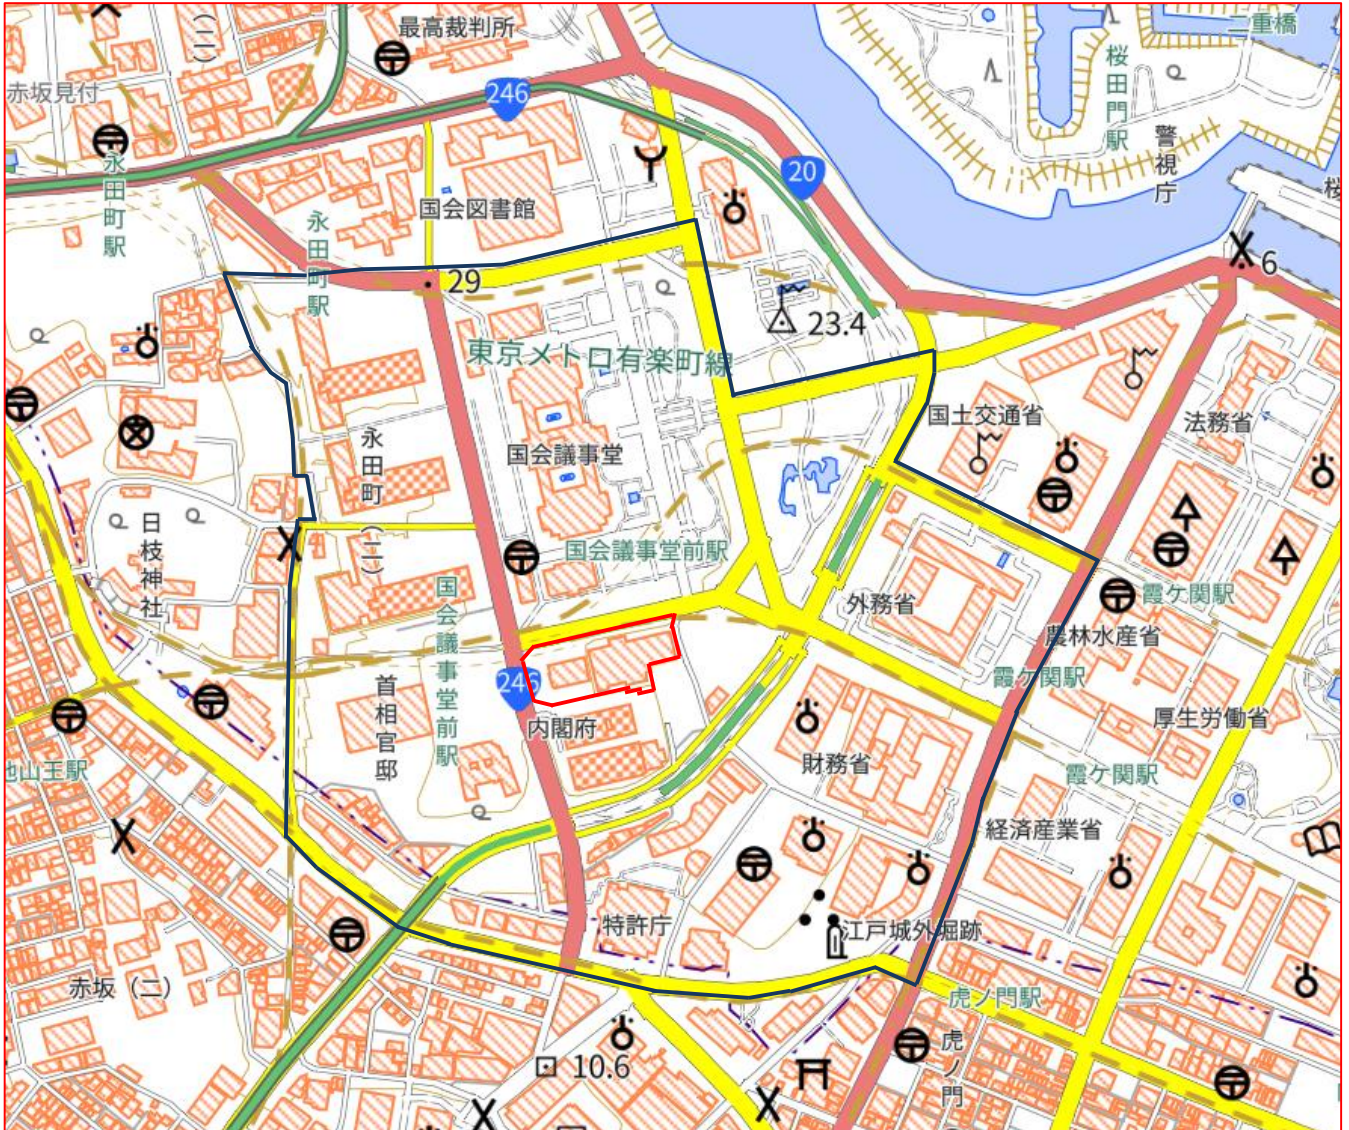 最高裁判所
(二)
二重橋
赤坂見付
246
桜田門駅
警視庁
20
永田町駅
国会図書館
永田町駅
6
29
23.4
東京メトロ有楽町線
国土交通省
法務省
永田町(二)
国会議事堂
日枝神社
国会議事堂前駅
国会議事堂前駅
外務省
霞ケ関駅
農林水産省
霞ケ関駅
246
首相官邸
内閣府
厚生労働省
山王駅
財務省
霞ケ関駅
経済産業省
特許庁
江戸城外堀跡
赤坂(二)
虎ノ門駅
虎ノ門
10.6